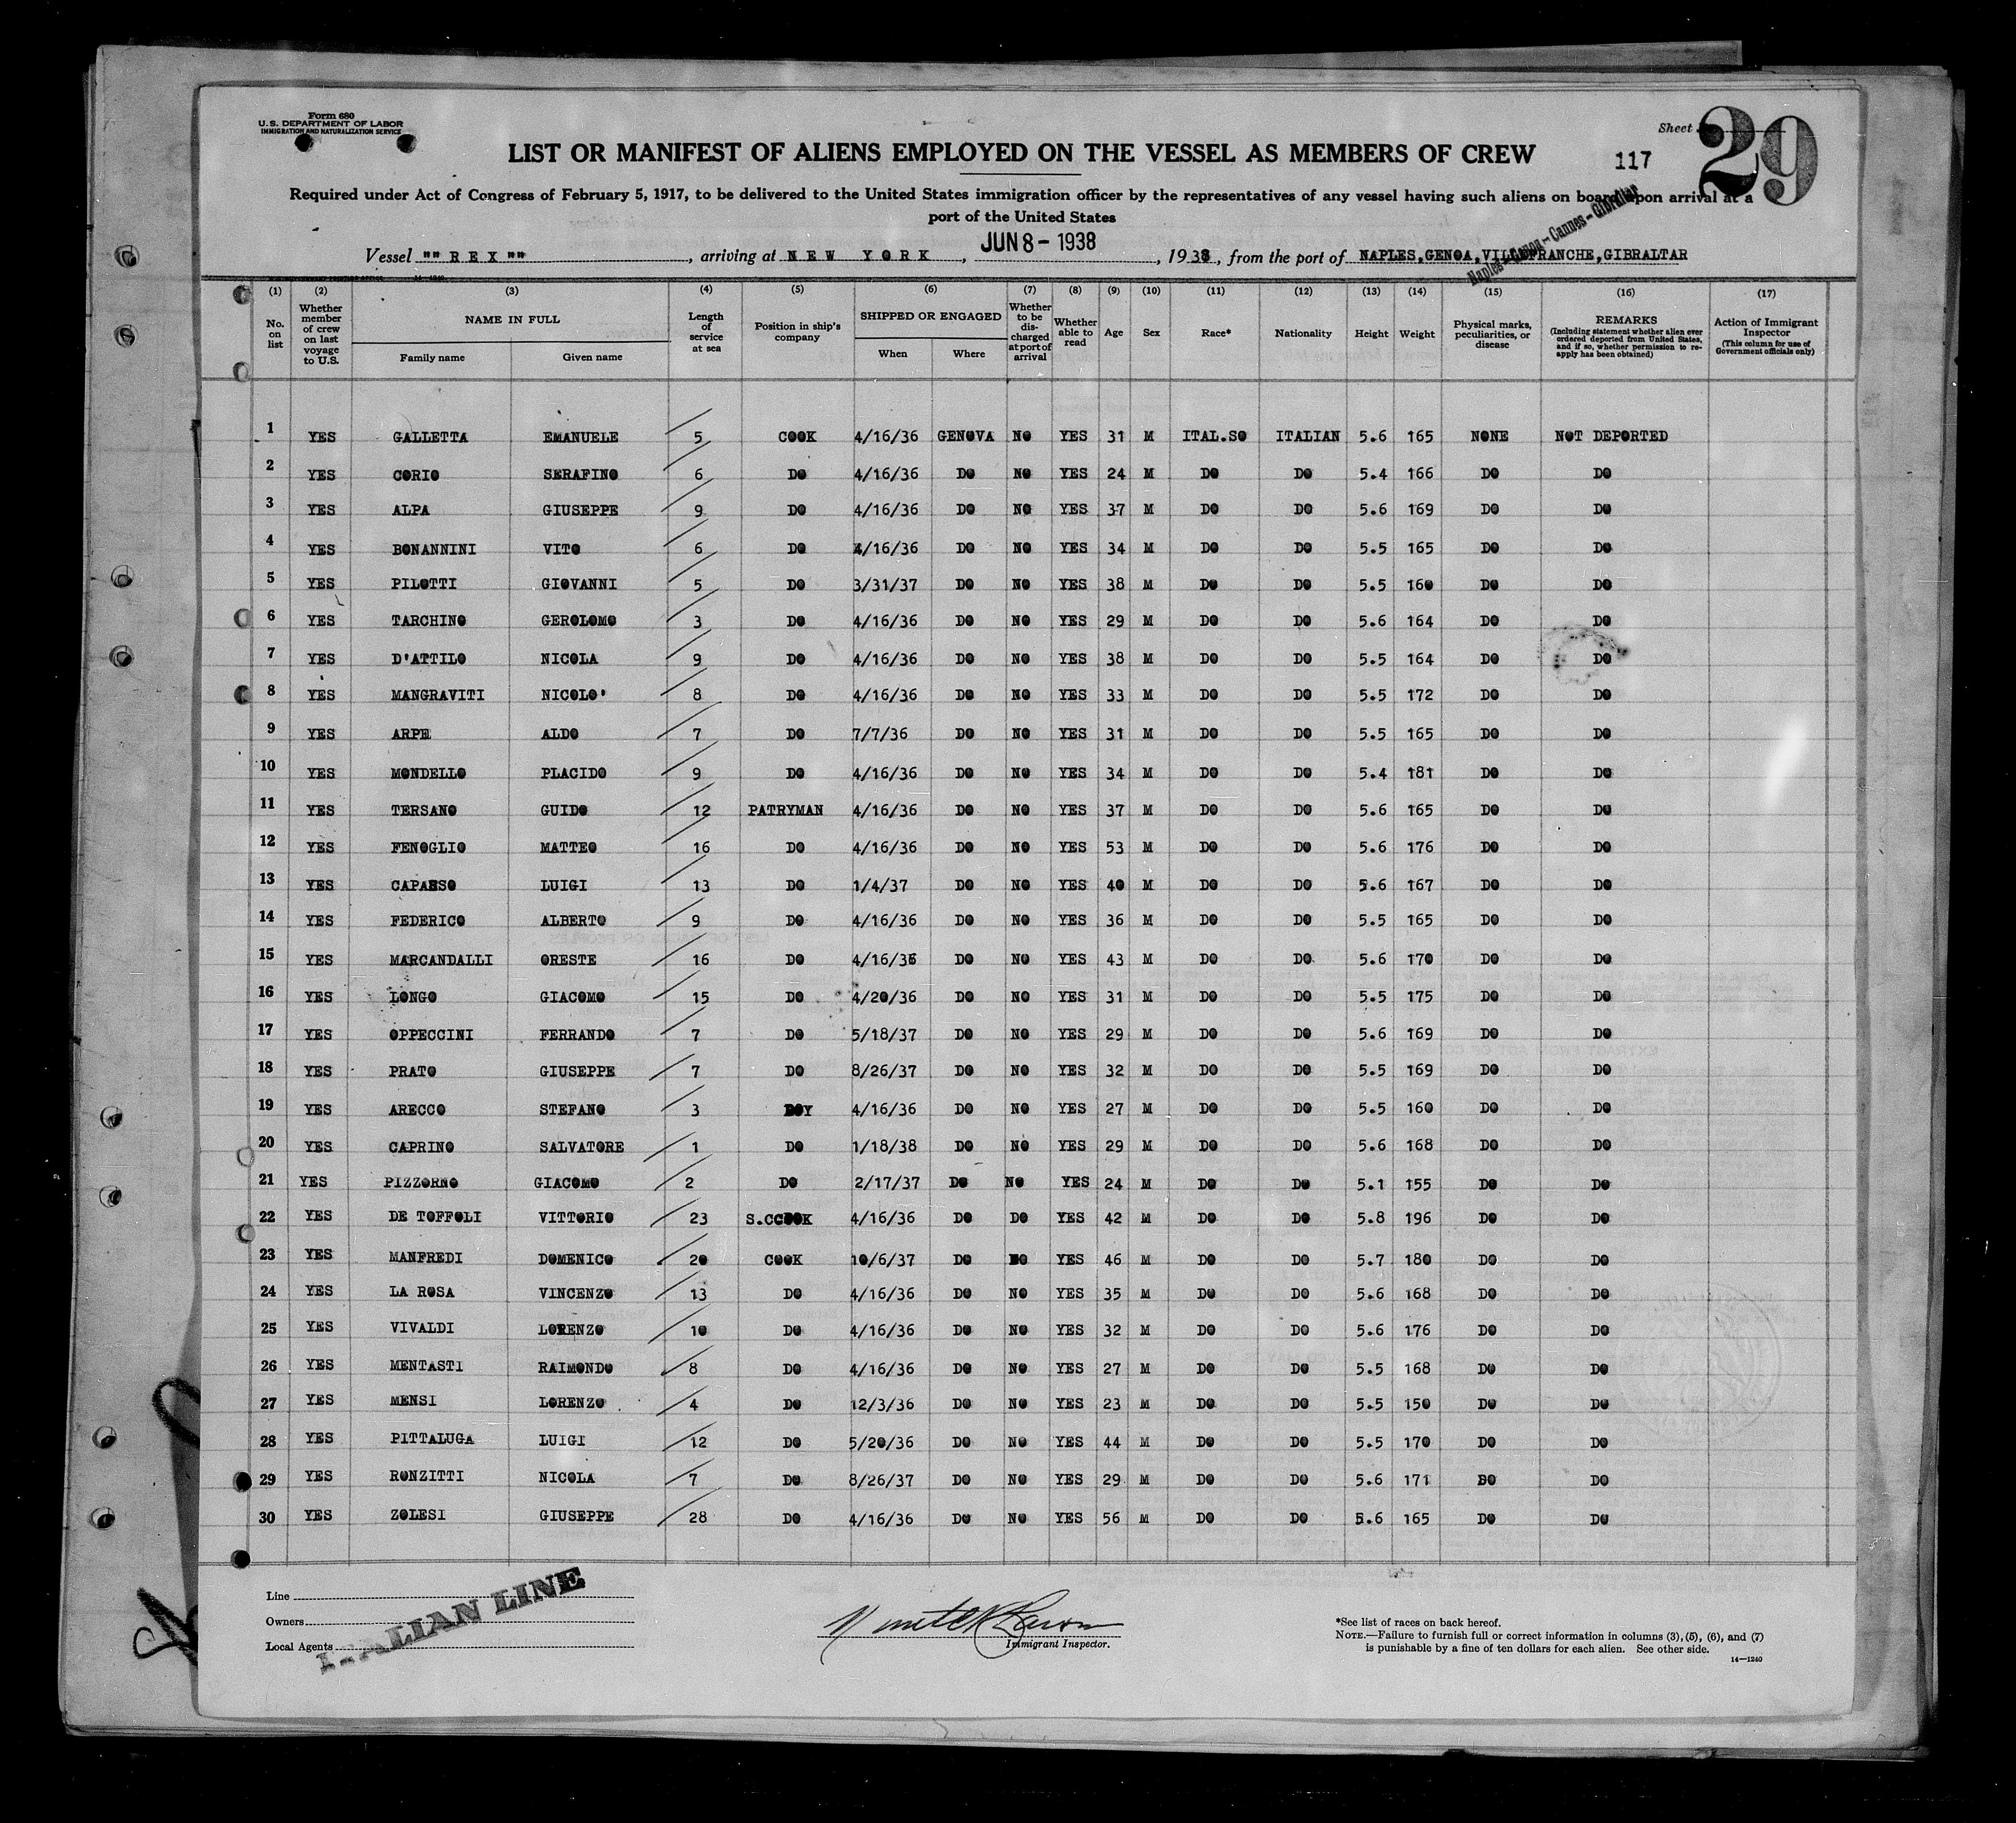 Form 680
U.S. DEPARTMENT OF LABOR
IMMIGRATION AND NATURALIZATION SERVICE
Sheet 29
LIST OR MANIFEST OF ALIENS EMPLOYED ON THE VESSEL AS MEMBERS OF CREW
117
Required under Act of Congress of February 5, 1917, to be delivered to the United States immigration officer by the representatives of any vessel having such aliens on board upon arrival at a
port of the United States
Naples - Genoa - Cannes - Gibraltar
Vessel ""REX"", arriving at NEW YORK, JUN 8 - 1938, 1938, from the port of NAPLES,GENOA,VILLEFRANCHE,GIBRALTAR
(1) (2) (3) (4) (5) (6) (7) (8) (9) (10) (11) (12) (13) (14) (15) (16) (17)
No. on list
Whether member of crew on last voyage to U.S.
NAME IN FULL
Family name
Given name
Length of service at sea
Position in ship's company
SHIPPED OR ENGAGED
When
Where
Whether to be discharged at port of arrival
Whether able to read
Age
Sex
Race*
Nationality
Height
Weight
Physical marks, peculiarities, or disease
REMARKS
(Including statement whether alien ever ordered deported from United States, and if so, whether permission to re-apply has been obtained)
Action of Immigrant Inspector
(This column for use of Government officials only)
1 YES GALLETTA EMANUELE 5 COOK 4/16/36 GENOVA NO YES 31 M ITAL.SO ITALIAN 5.6 165 NONE NOT DEPORTED
2 YES CORIO SERAFINO 6 DO 4/16/36 DO NO YES 24 M DO DO 5.4 166 DO DO
3 YES ALPA GIUSEPPE 9 DO 4/16/36 DO NO YES 37 M DO DO 5.6 169 DO DO
4 YES BONANNINI VITO 6 DO 4/16/36 DO NO YES 34 M DO DO 5.5 165 DO DO
5 YES PILOTTI GIOVANNI 5 DO 3/31/37 DO NO YES 38 M DO DO 5.5 160 DO DO
6 YES TARCHINO GEROLOMO 3 DO 4/16/36 DO NO YES 29 M DO DO 5.6 164 DO DO
7 YES D'ATTILO NICOLA 9 DO 4/16/36 DO NO YES 38 M DO DO 5.5 164 DO DO
8 YES MANGRAVITI NICOLO' 8 DO 4/16/36 DO NO YES 33 M DO DO 5.5 172 DO DO
9 YES ARPE ALDO 7 DO 7/7/36 DO NO YES 31 M DO DO 5.5 165 DO DO
10 YES MONDELLO PLACIDO 9 DO 4/16/36 DO NO YES 34 M DO DO 5.4 181 DO DO
11 YES TERSANO GUIDO 12 PATRYMAN 4/16/36 DO NO YES 37 M DO DO 5.6 165 DO DO
12 YES FENOGLIO MATTEO 16 DO 4/16/36 DO NO YES 53 M DO DO 5.6 176 DO DO
13 YES CAPASSO LUIGI 13 DO 1/4/37 DO NO YES 40 M DO DO 5.6 167 DO DO
14 YES FEDERICO ALBERTO 9 DO 4/16/36 DO NO YES 36 M DO DO 5.5 165 DO DO
15 YES MARCANDALLI ORESTE 16 DO 4/16/36 DO NO YES 43 M DO DO 5.6 170 DO DO
16 YES LONGO GIACOMO 15 DO 4/20/36 DO NO YES 31 M DO DO 5.5 175 DO DO
17 YES OPPECCINI FERRANDO 7 DO 5/18/37 DO NO YES 29 M DO DO 5.6 169 DO DO
18 YES PRATO GIUSEPPE 7 DO 8/26/37 DO NO YES 32 M DO DO 5.5 169 DO DO
19 YES ARECCO STEFANO 3 BOY 4/16/36 DO NO YES 27 M DO DO 5.5 160 DO DO
20 YES CAPRINO SALVATORE 1 DO 1/18/38 DO NO YES 29 M DO DO 5.6 168 DO DO
21 YES PIZZORNO GIACOMO 2 DO 2/17/37 DO NO YES 24 M DO DO 5.1 155 DO DO
22 YES DE TOFFOLI VITTORIO 23 S.CCOOK 4/16/36 DO DO YES 42 M DO DO 5.8 196 DO DO
23 YES MANFREDI DOMENICO 20 COOK 10/6/37 DO NO YES 46 M DO DO 5.7 180 DO DO
24 YES LA ROSA VINCENZO 13 DO 4/16/36 DO NO YES 35 M DO DO 5.6 168 DO DO
25 YES VIVALDI LORENZO 10 DO 4/16/36 DO NO YES 32 M DO DO 5.6 176 DO DO
26 YES MENTASTI RAIMONDO 8 DO 4/16/36 DO NO YES 27 M DO DO 5.5 168 DO DO
27 YES MENSI LORENZO 4 DO 12/3/36 DO NO YES 23 M DO DO 5.5 150 DO DO
28 YES PITTALUGA LUIGI 12 DO 5/20/36 DO NO YES 44 M DO DO 5.5 170 DO DO
29 YES RONZITTI NICOLA 7 DO 8/26/37 DO NO YES 29 M DO DO 5.6 171 DO DO
30 YES ZOLESI GIUSEPPE 28 DO 4/16/36 DO NO YES 56 M DO DO 5.6 165 DO DO
Line
Owners
Local Agents
ITALIAN LINE
Immigrant Inspector.
*See list of races on back hereof.
NOTE.—Failure to furnish full or correct information in columns (3), (5), (6), and (7)
is punishable by a fine of ten dollars for each alien. See other side.
14—1240